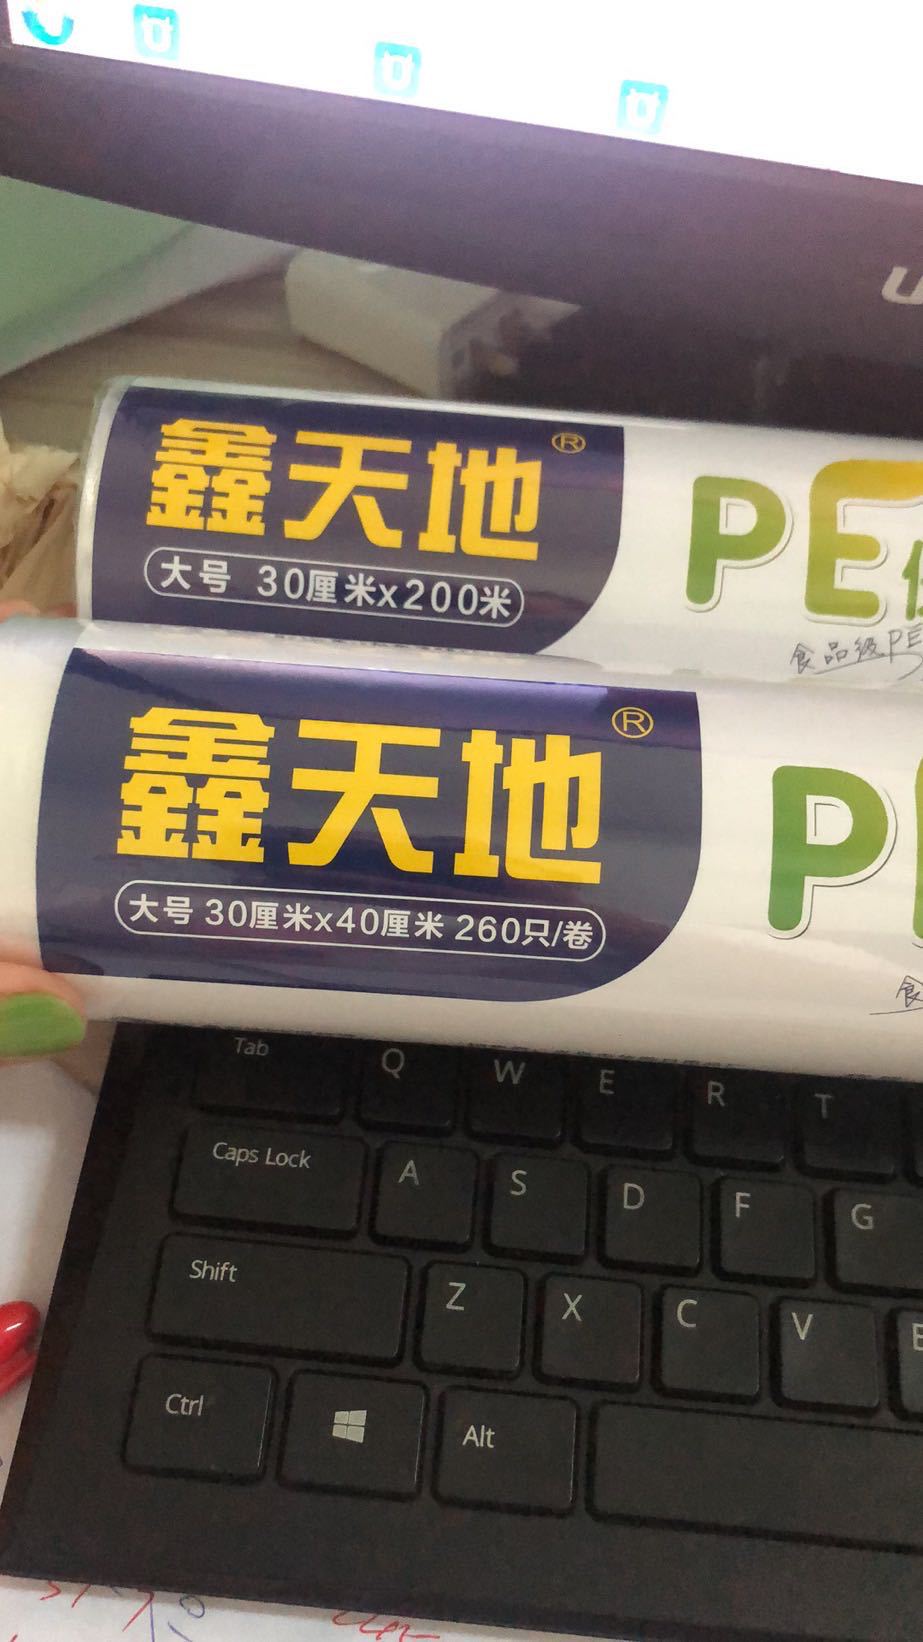 鑫天地®
大号 30厘米x200米
PE
食品级PE
鑫天地®
大号 30厘米x40厘米 260只/卷
P
食
Tab Q W E R T
Caps Lock A S D F G
Shift Z X C V
Ctrl Alt